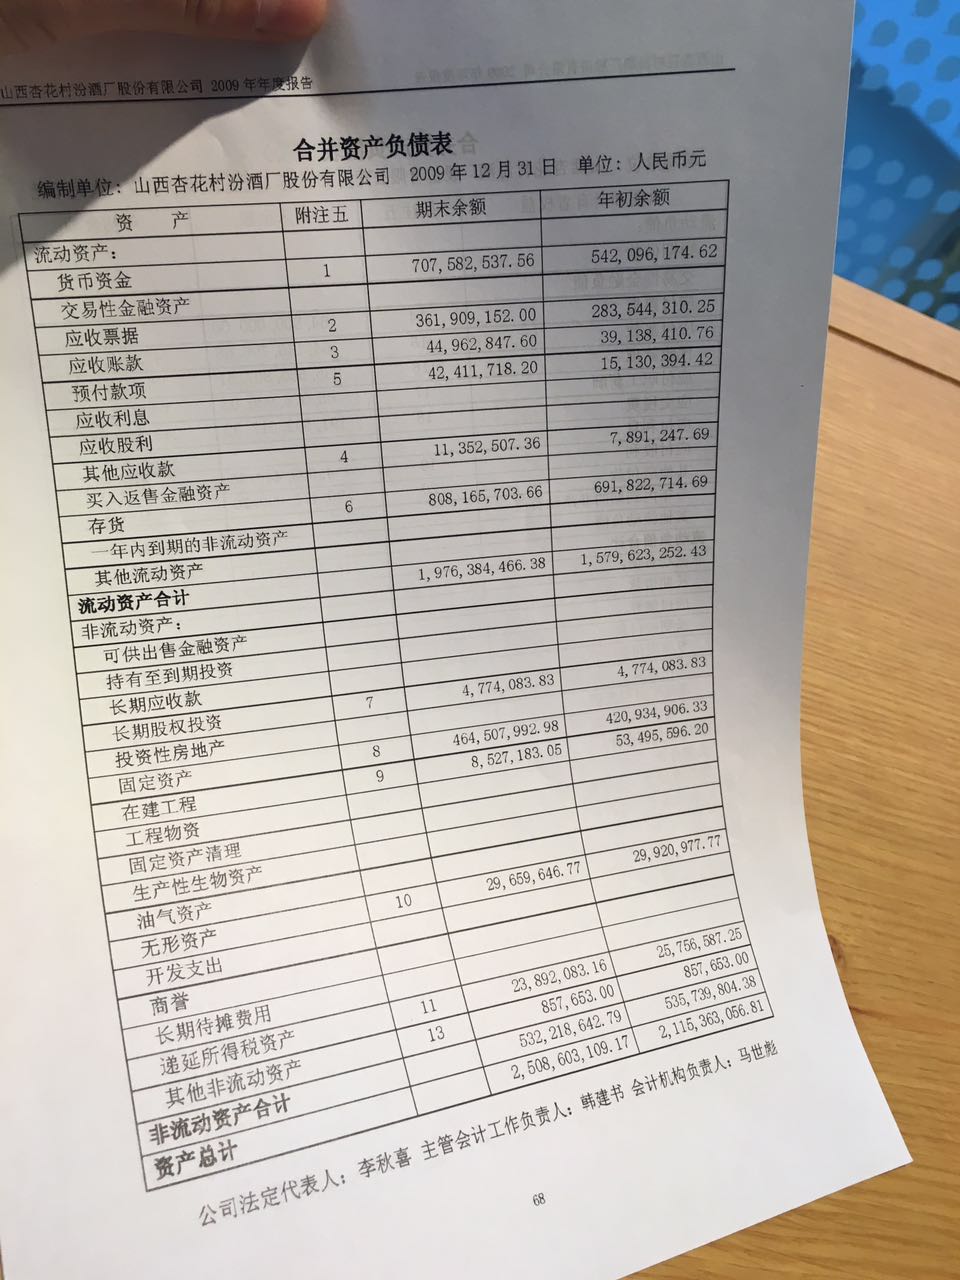 山西杏花村汾酒厂股份有限公司 2009 年年度报告
合并资产负债表
编制单位：山西杏花村汾酒厂股份有限公司 2009 年 12 月 31 日 单位：人民币元
资 产 附注五 期末余额 年初余额
流动资产：
货币资金 1 707,582,537.56 542,096,174.62
交易性金融资产
应收票据 2 361,909,152.00 283,544,310.25
应收账款 3 44,962,847.60 39,138,410.76
预付款项 5 42,411,718.20 15,130,394.42
应收利息
应收股利
其他应收款 4 11,352,507.36 7,891,247.69
买入返售金融资产
存货 6 808,165,703.66 691,822,714.69
一年内到期的非流动资产
其他流动资产
流动资产合计 1,976,384,466.38 1,579,623,252.43
非流动资产：
可供出售金融资产
持有至到期投资
长期应收款
长期股权投资 7 4,774,083.83 4,774,083.83
投资性房地产
固定资产 8 464,507,992.98 420,934,906.33
在建工程 9 8,527,183.05 53,495,596.20
工程物资
固定资产清理
生产性生物资产
油气资产
无形资产 10 29,659,646.77 29,920,977.77
开发支出
商誉
长期待摊费用
递延所得税资产 11 23,892,083.16 25,756,587.25
其他非流动资产 13 857,653.00 857,653.00
非流动资产合计 532,218,642.79 535,739,804.38
资产总计 2,508,603,109.17 2,115,363,056.81
公司法定代表人：李秋喜 主管会计工作负责人：韩建书 会计机构负责人：马世彪
68